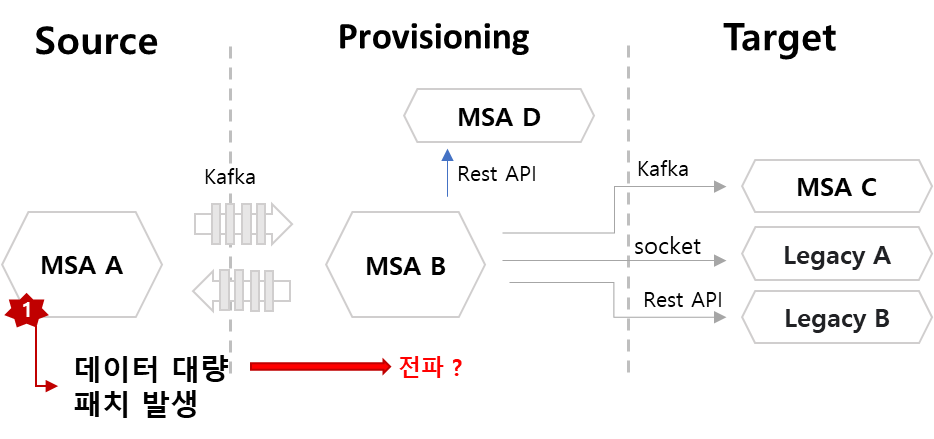 Source
Provisioning
Target
MSA D
Rest API
Kafka
Kafka
MSA C
MSA A
MSA B
socket
Legacy A
Rest API
Legacy B
1
데이터 대량
패치 발생
전파 ?